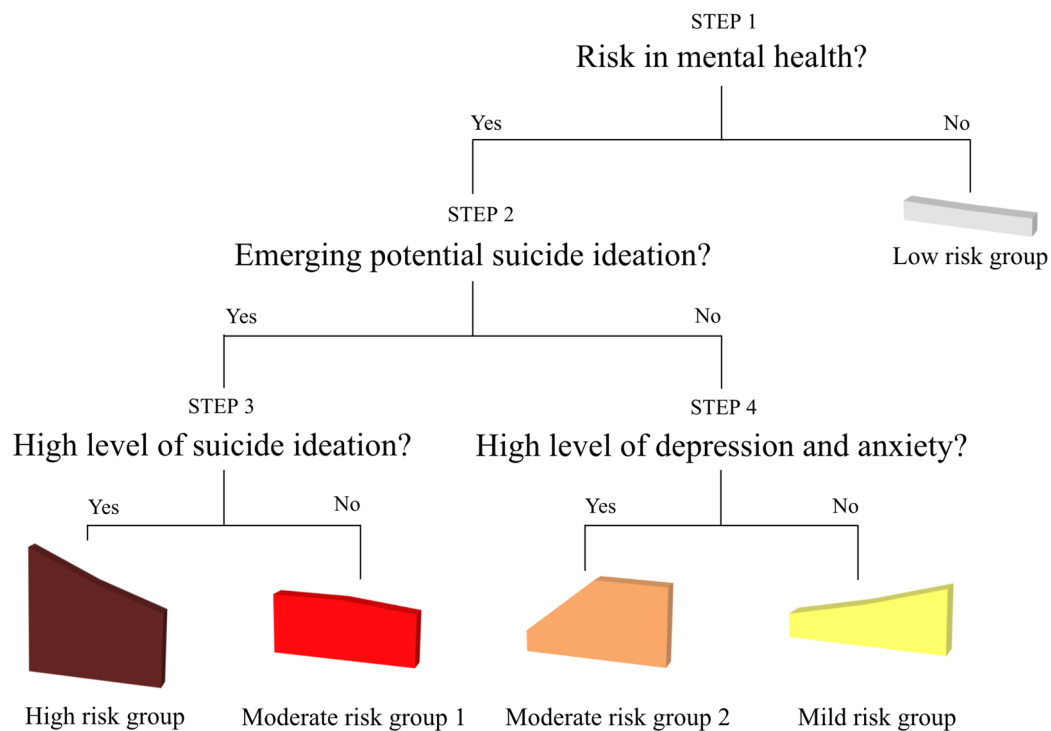 STEP 1
Risk in mental health?
Yes
No
STEP 2
Emerging potential suicide ideation?
Low risk group
Yes
No
STEP 3
High level of suicide ideation?
STEP 4
High level of depression and anxiety?
Yes
No
Yes
No
High risk group
Moderate risk group 1
Moderate risk group 2
Mild risk group